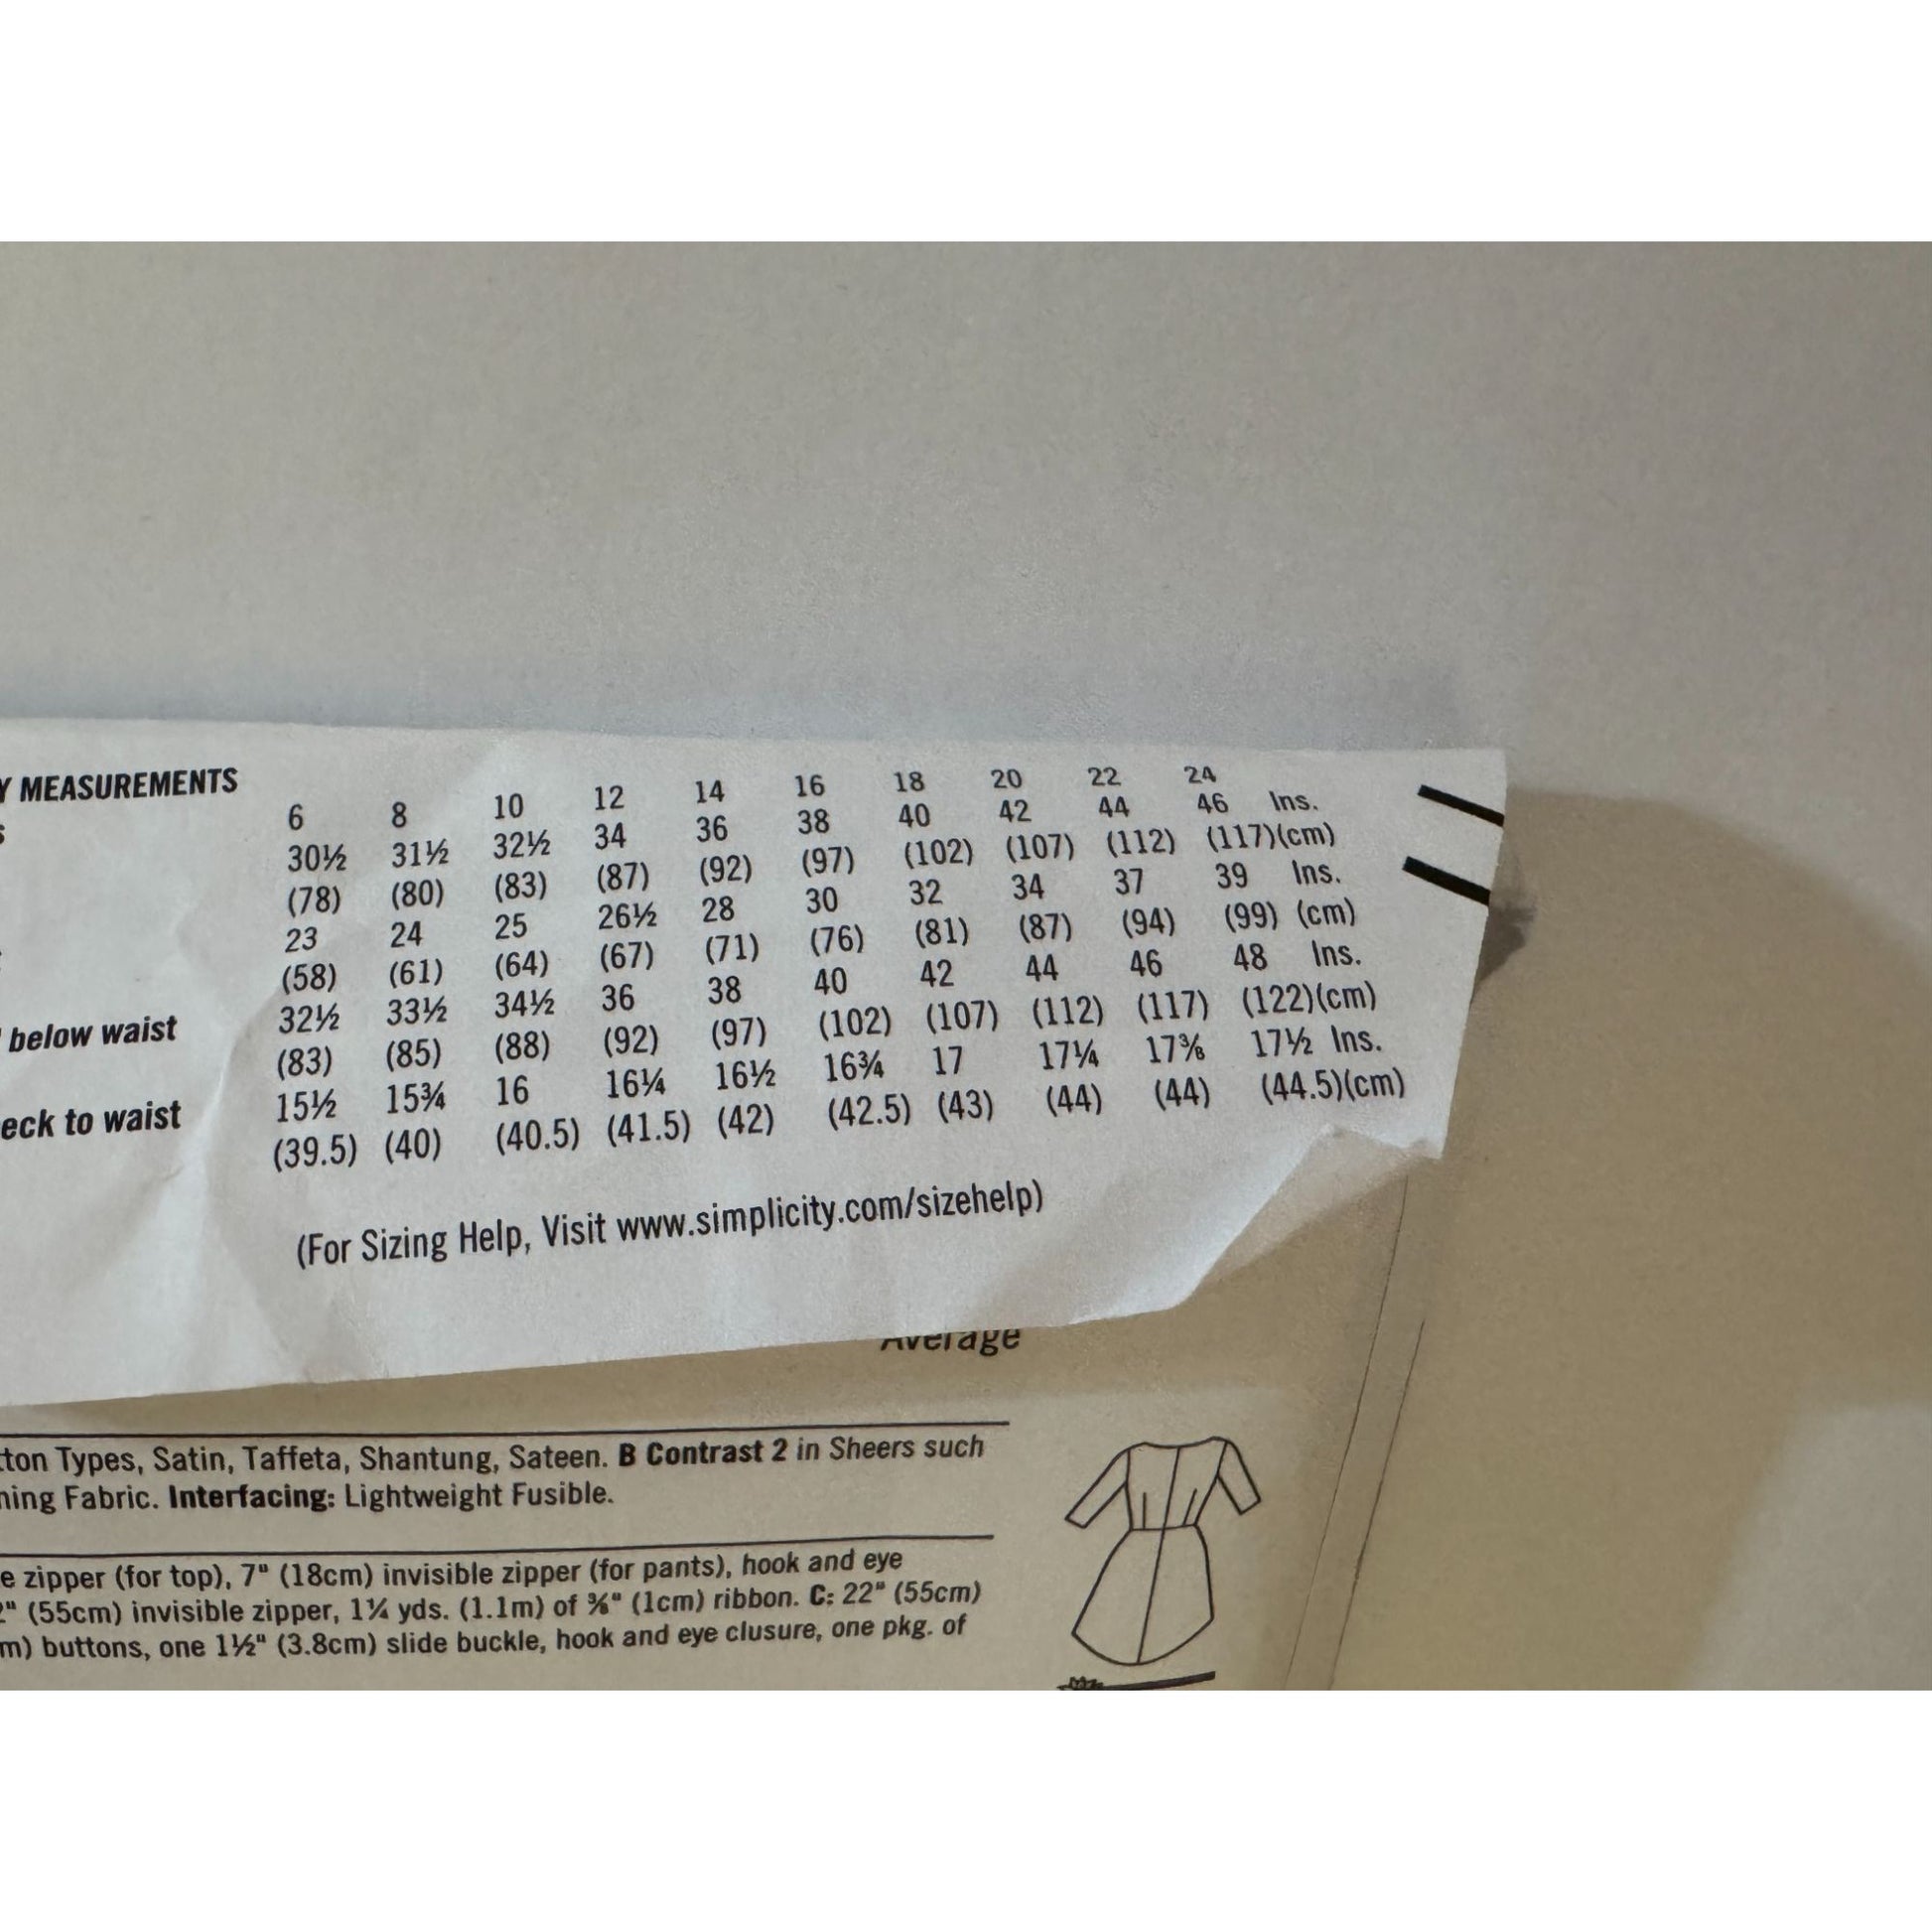 Y MEASUREMENTS
6 8 10 12 14 16 18 20 22 24
30½ 31½ 32½ 34 36 38 40 42 44 46 Ins.
(78) (80) (83) (87) (92) (97) (102) (107) (112) (117)(cm)
23 24 25 26½ 28 30 32 34 37 39 Ins.
(58) (61) (64) (67) (71) (76) (81) (87) (94) (99) (cm)
below waist 32½ 33½ 34½ 36 38 40 42 44 46 48 Ins.
(83) (85) (88) (92) (97) (102) (107) (112) (117) (122)(cm)
eck to waist 15½ 15¾ 16 16¼ 16½ 16¾ 17 17¼ 17⅜ 17½ Ins.
(39.5) (40) (40.5) (41.5) (42) (42.5) (43) (44) (44) (44.5)(cm)
(For Sizing Help, Visit www.simplicity.com/sizehelp)
Average
tton Types, Satin, Taffeta, Shantung, Sateen. B Contrast 2 in Sheers such
ning Fabric. Interfacing: Lightweight Fusible.
e zipper (for top), 7" (18cm) invisible zipper (for pants), hook and eye
2" (55cm) invisible zipper, 1¼ yds. (1.1m) of ⅜" (1cm) ribbon. C: 22" (55cm)
m) buttons, one 1½" (3.8cm) slide buckle, hook and eye clusure, one pkg. of